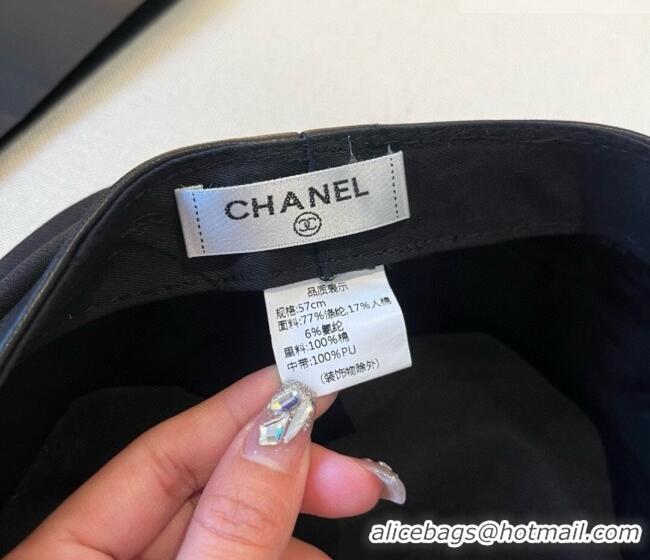 CHANEL
品质表示
规格:57cm
面料:77%涤纶,17%人棉
6%氨纶
里料:100%棉
中带:100%PU
(装饰物除外)
alicebags@hotmail.com